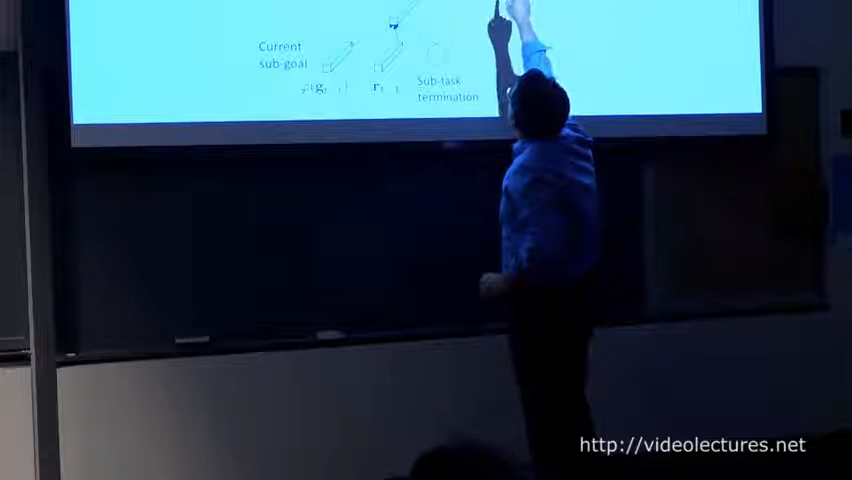 Current
sub-goal
Sub-task
termination
http://videolectures.net